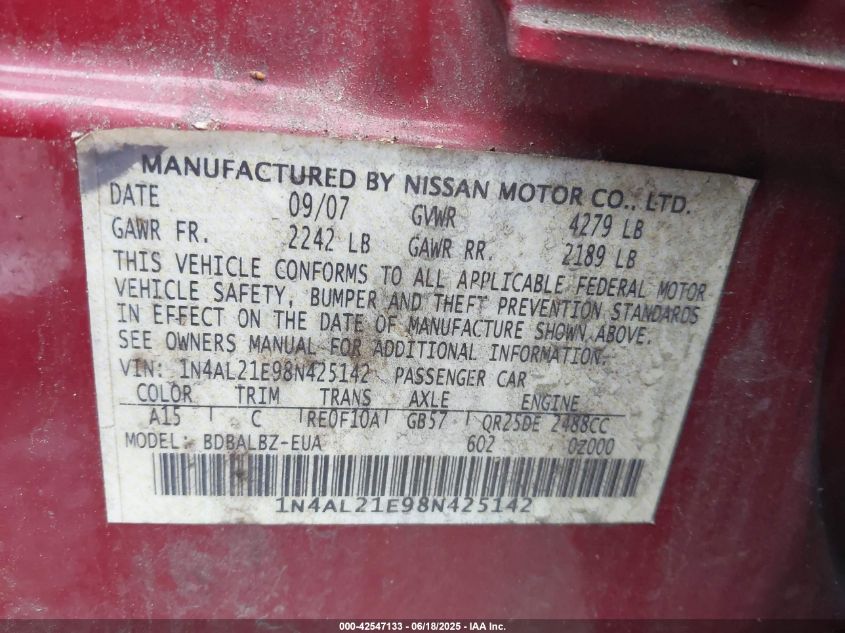 MANUFACTURED BY NISSAN MOTOR CO., LTD.
DATE 09/07 GVWR 4279 LB
GAWR FR. 2242 LB GAWR RR. 2189 LB
THIS VEHICLE CONFORMS TO ALL APPLICABLE FEDERAL MOTOR
VEHICLE SAFETY, BUMPER AND THEFT PREVENTION STANDARDS
IN EFFECT ON THE DATE OF MANUFACTURE SHOWN ABOVE.
SEE OWNERS MANUAL FOR ADDITIONAL INFORMATION.
VIN: 1N4AL21E98N425142 PASSENGER CAR
COLOR TRIM TRANS AXLE ENGINE
A15 C RE0F10A GB57 QR25DE 2488CC
MODEL: BDBALBZ-EUA 602 0Z000
1N4AL21E98N425142
000-42547133 - 06/18/2025 - IAA Inc.